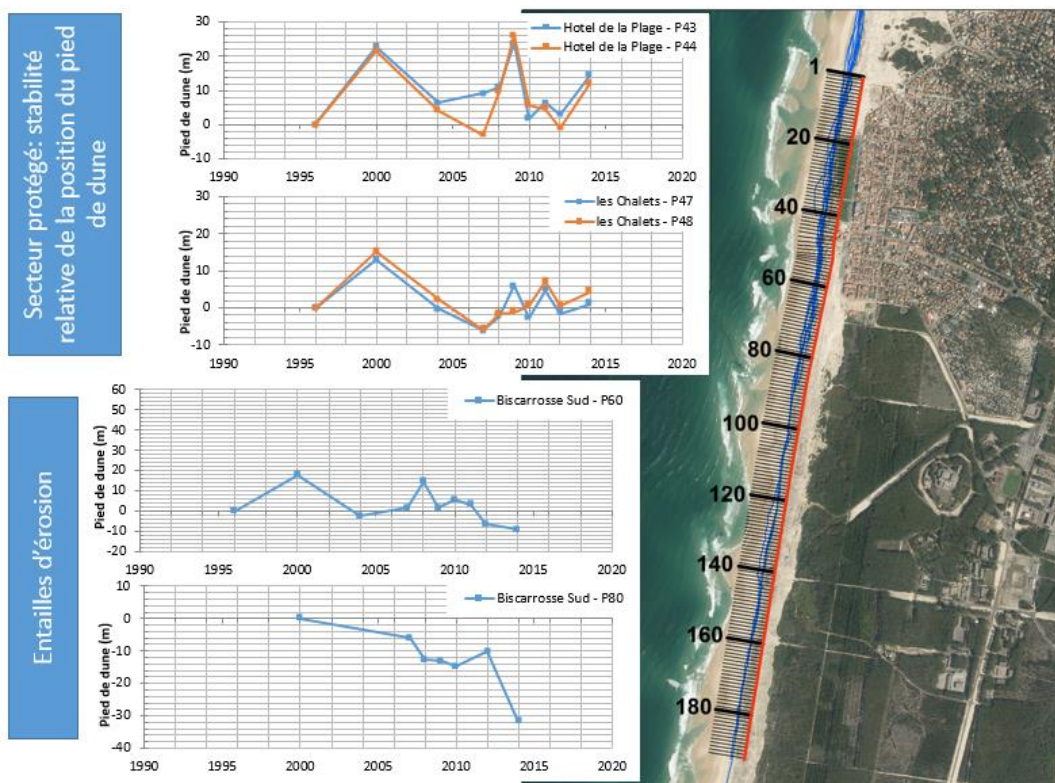 Secteur protégé: stabilité
relative de la position du pied
de dune
Pied de dune (m)
30
20
10
0
-10
1990 1995 2000 2005 2010 2015 2020
Hotel de la Plage - P43
Hotel de la Plage - P44
Pied de dune (m)
30
20
10
0
-10
1990 1995 2000 2005 2010 2015 2020
les Chalets - P47
les Chalets - P48
Entailles d'érosion
Pied de dune (m)
60
50
40
30
20
10
0
-10
-20
1990 1995 2000 2005 2010 2015 2020
Biscarrosse Sud - P60
Pied de dune (m)
10
0
-10
-20
-30
-40
1990 1995 2000 2005 2010 2015 2020
Biscarrosse Sud - P80
1
20
40
60
80
100
120
140
160
180